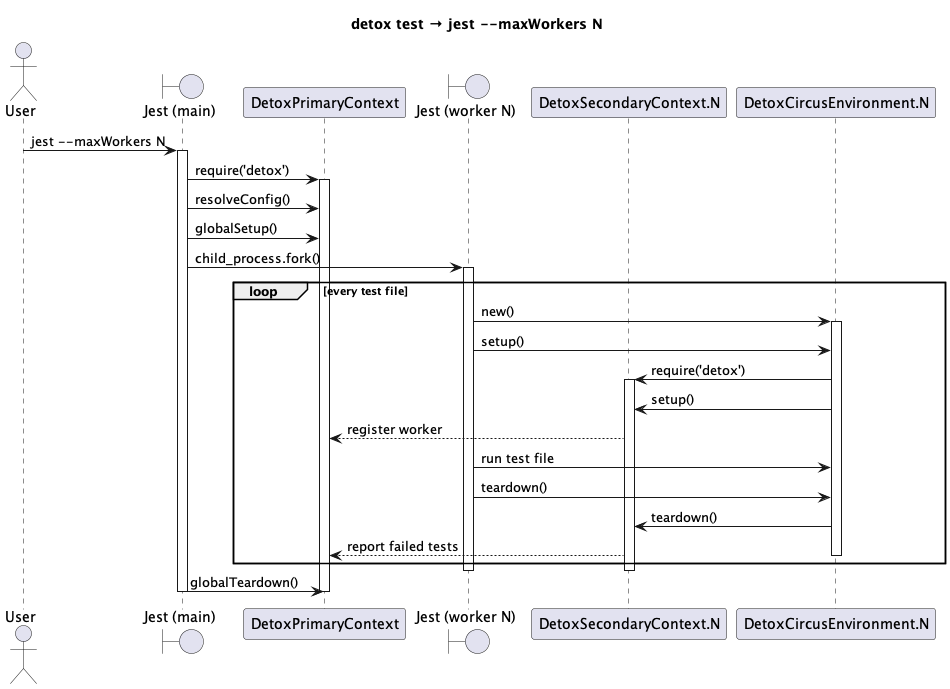 detox test → jest --maxWorkers N
User
Jest (main)
DetoxPrimaryContext
Jest (worker N)
DetoxSecondaryContext.N
DetoxCircusEnvironment.N
jest --maxWorkers N
require('detox')
resolveConfig()
globalSetup()
child_process.fork()
loop
[every test file]
new()
setup()
require('detox')
setup()
register worker
run test file
teardown()
teardown()
report failed tests
globalTeardown()
User
Jest (main)
DetoxPrimaryContext
Jest (worker N)
DetoxSecondaryContext.N
DetoxCircusEnvironment.N